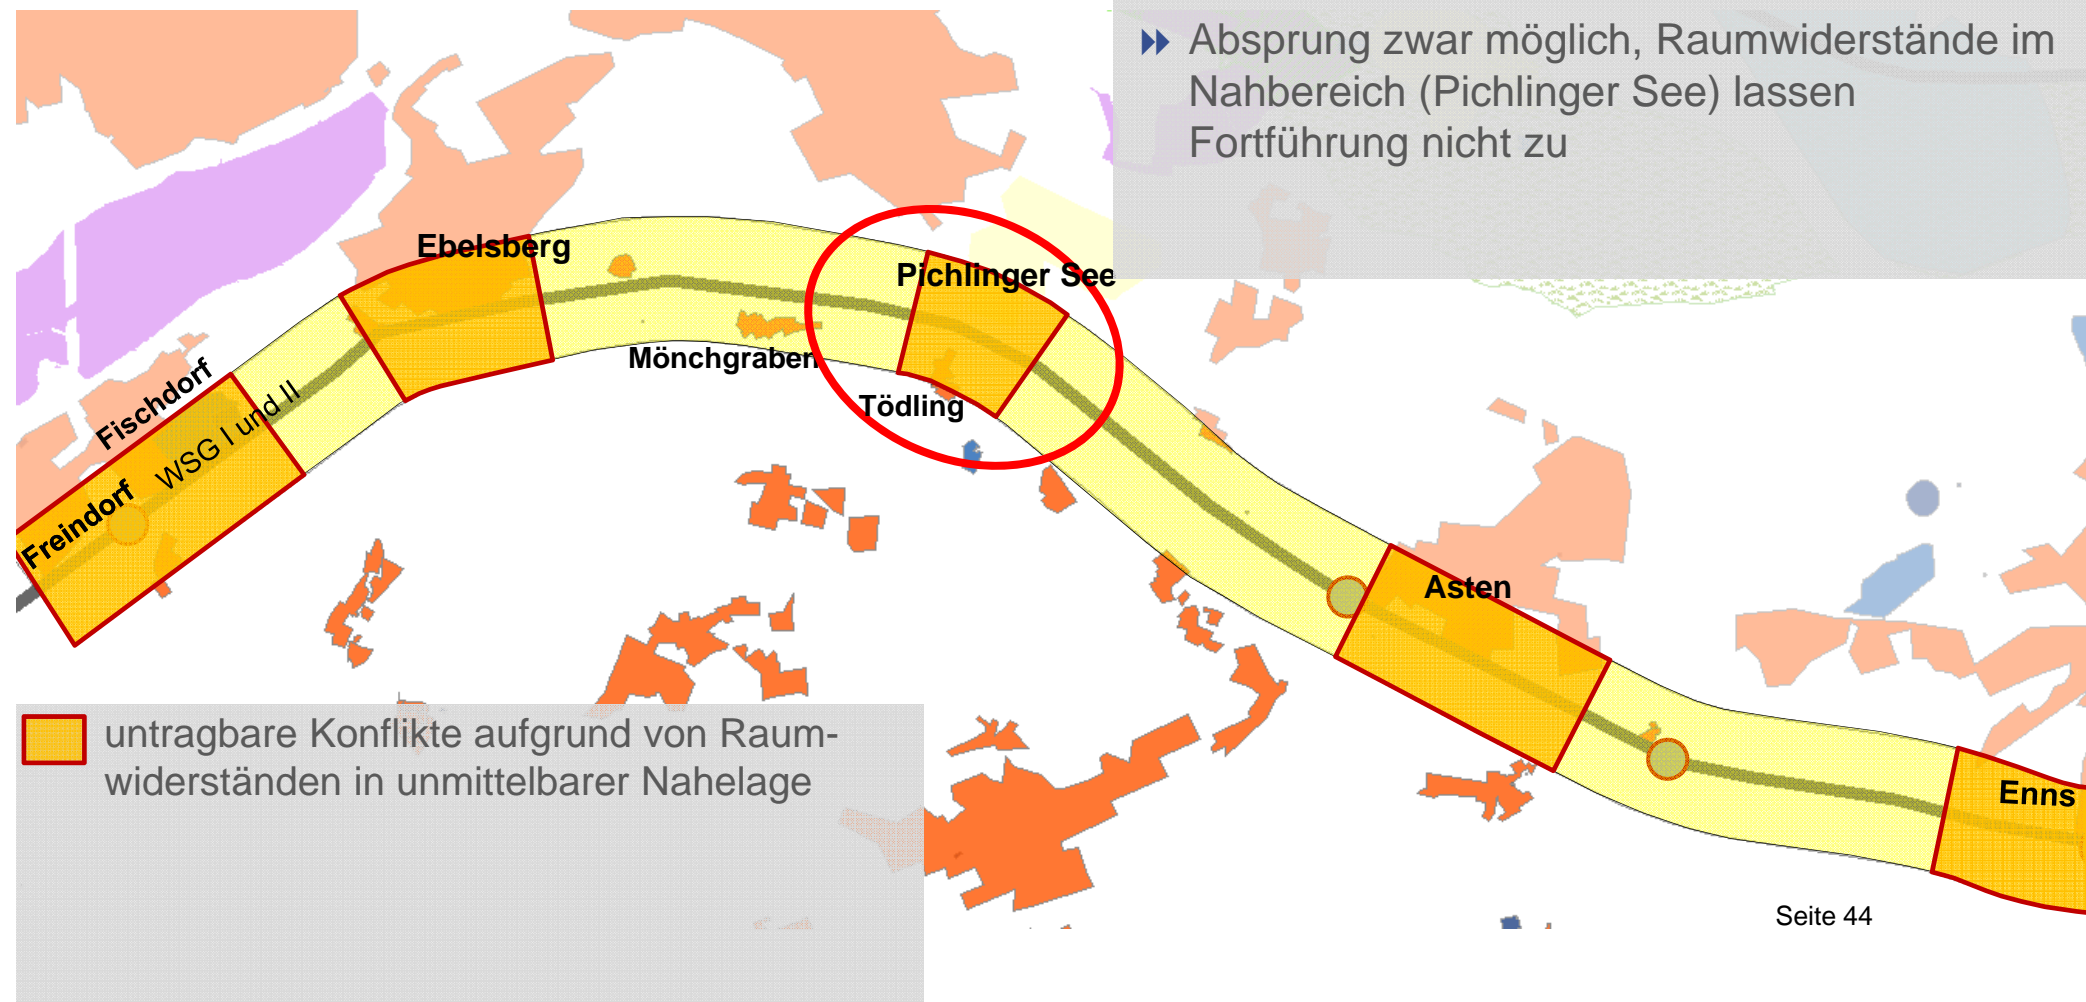 Absprung zwar möglich, Raumwiderstände im
Nahbereich (Pichlinger See) lassen
Fortführung nicht zu
Ebelsberg
Pichlinger See
Mönchgraben
Tödling
Fischdorf
WSG I und II
Freindorf
Asten
Enns
untragbare Konflikte aufgrund von Raum-
widerständen in unmittelbarer Nahelage
Seite 44